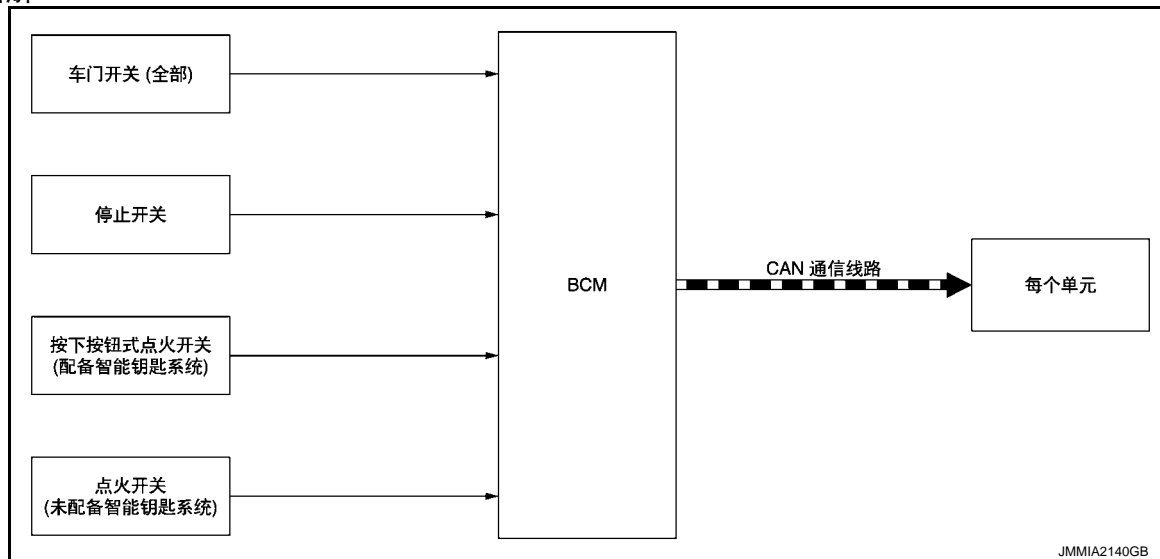 车门开关 (全部)
停止开关
按下按钮式点火开关
(配备智能钥匙系统)
点火开关
(未配备智能钥匙系统)
BCM
CAN 通信线路
每个单元
JMMIA2140GB